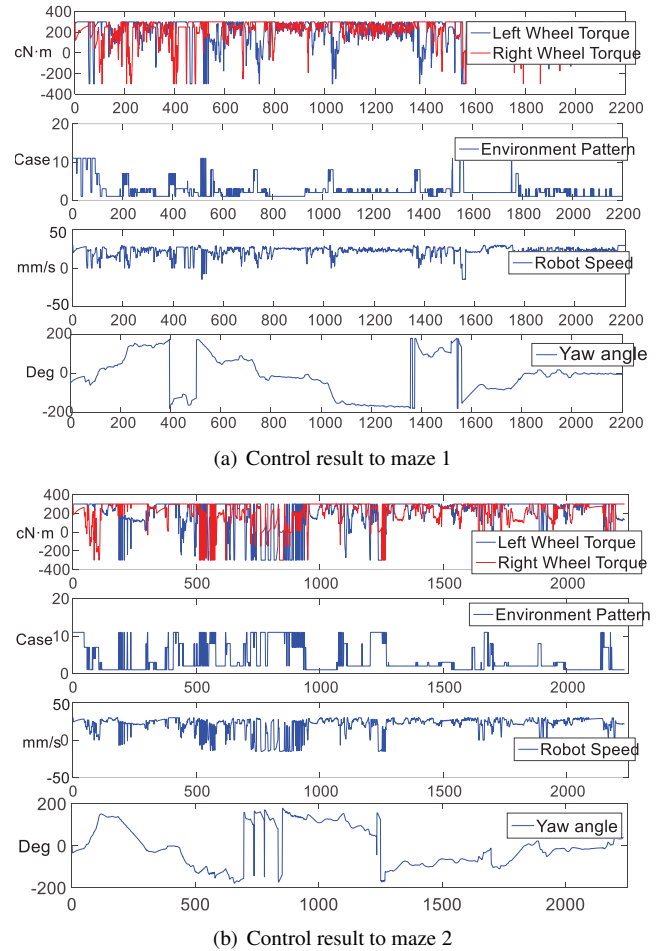 400
200
cN·m
0
-200
-400
Left Wheel Torque
Right Wheel Torque
0 200 400 600 800 1000 1200 1400 1600 1800 2000 2200
20
Case 10
0
Environment Pattern
0 200 400 600 800 1000 1200 1400 1600 1800 2000 2200
50
mm/s 0
-50
Robot Speed
0 200 400 600 800 1000 1200 1400 1600 1800 2000 2200
200
Deg 0
-200
Yaw angle
0 200 400 600 800 1000 1200 1400 1600 1800 2000 2200
(a) Control result to maze 1
400
200
cN·m
0
-200
-400
Left Wheel Torque
Right Wheel Torque
0 500 1000 1500 2000
20
Case 10
0
Environment Pattern
0 500 1000 1500 2000
50
mm/s 0
-50
Robot Speed
0 500 1000 1500 2000
200
Deg 0
-200
Yaw angle
0 500 1000 1500 2000
(b) Control result to maze 2